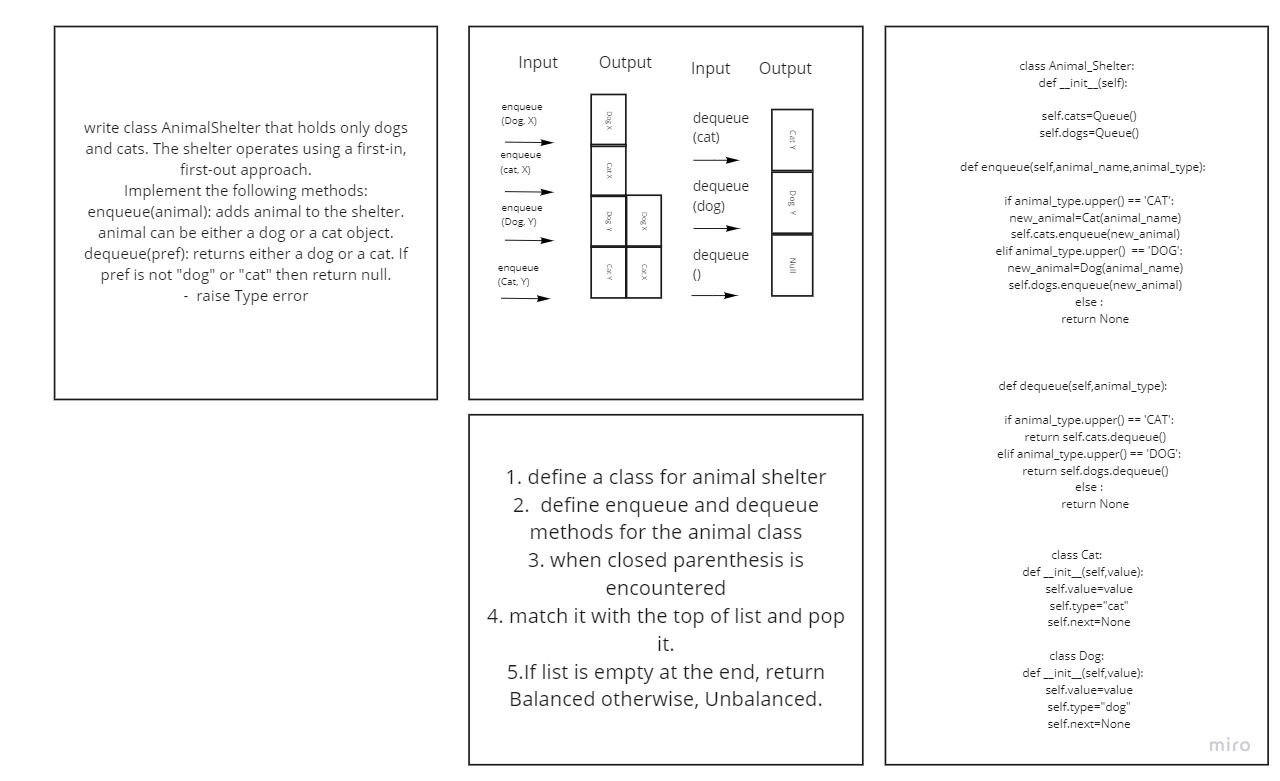 write class AnimalShelter that holds only dogs
and cats. The shelter operates using a first-in,
first-out approach.
Implement the following methods:
enqueue(animal): adds animal to the shelter.
animal can be either a dog or a cat object.
dequeue(pref): returns either a dog or a cat. If
pref is not "dog" or "cat" then return null.
- raise Type error
Input
Output
enqueue
(Dog, X)
enqueue
(cat, X)
enqueue
(Dog, Y)
enqueue
(Cat, Y)
Dog X
Cat X
Dog Y
Dog X
Cat Y
Cat X
Input
Output
dequeue
(cat)
dequeue
(dog)
dequeue
()
Cat Y
Dog Y
Null
1. define a class for animal shelter
2. define enqueue and dequeue
methods for the animal class
3. when closed parenthesis is
encountered
4. match it with the top of list and pop
it.
5.If list is empty at the end, return
Balanced otherwise, Unbalanced.
class Animal_Shelter:
def __init__(self):
self.cats=Queue()
self.dogs=Queue()
def enqueue(self,animal_name,animal_type):
if animal_type.upper() == 'CAT':
new_animal=Cat(animal_name)
self.cats.enqueue(new_animal)
elif animal_type.upper() == 'DOG':
new_animal=Dog(animal_name)
self.dogs.enqueue(new_animal)
else :
return None
def dequeue(self,animal_type):
if animal_type.upper() == 'CAT':
return self.cats.dequeue()
elif animal_type.upper() == 'DOG':
return self.dogs.dequeue()
else :
return None
class Cat:
def __init__(self,value):
self.value=value
self.type="cat"
self.next=None
class Dog:
def __init__(self,value):
self.value=value
self.type="dog"
self.next=None
miro